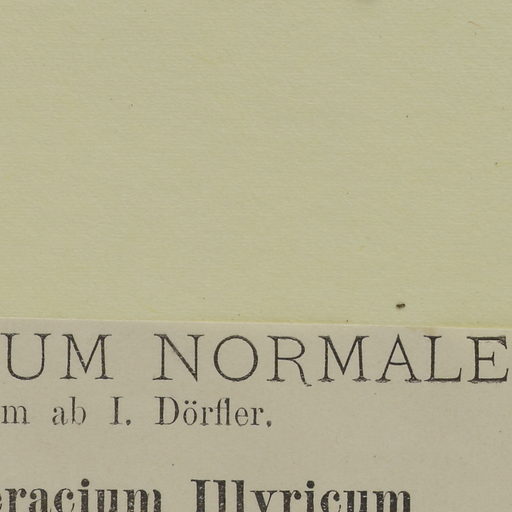 UM NORMALE
m ab I. Dörfler.
eracium Illyricum